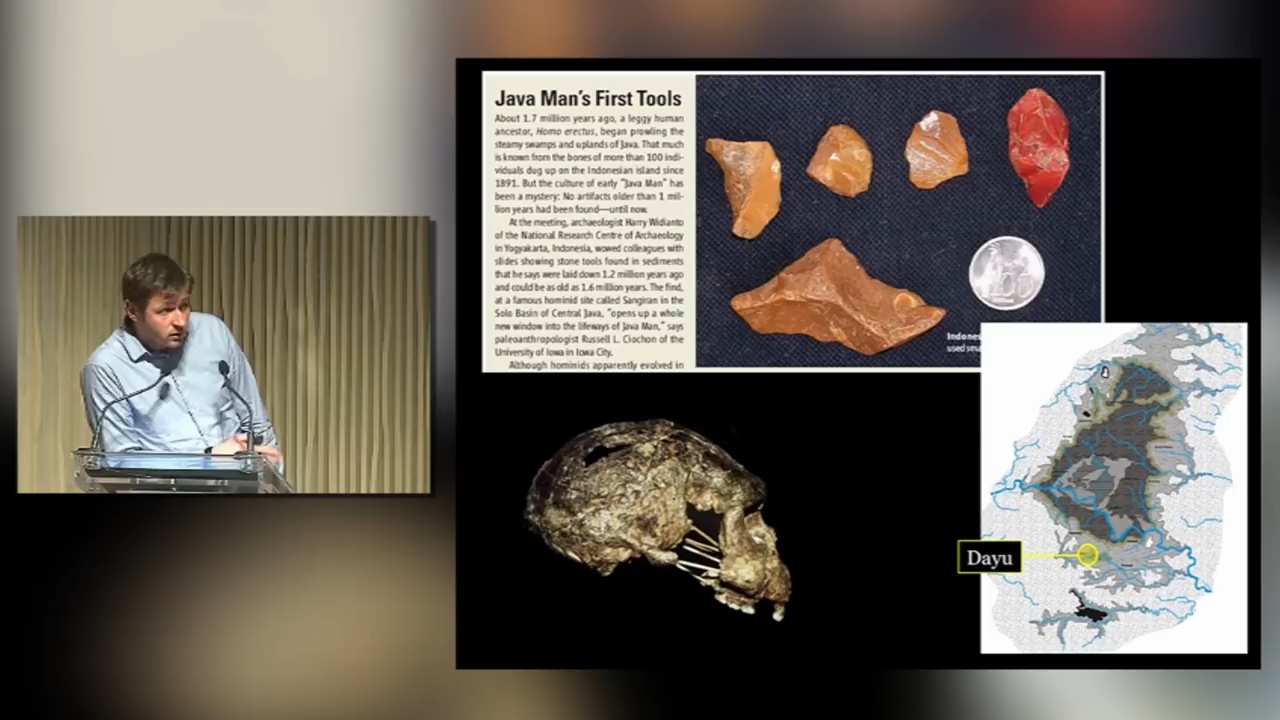 Java Man's First Tools
About 1.7 million years ago, a leggy human
ancestor, Homo erectus, began prowling the
steamy swamps and uplands of Java. That much
is known from the bones of more than 100 indi-
viduals dug up on the Indonesian island since
1891. But the culture of early "Java Man" has
been a mystery: No artifacts older than 1 mil-
lion years had been found—until now.
At the meeting, archaeologist Harry Widianto
of the National Research Centre of Archaeology
in Yogyakarta, Indonesia, wowed colleagues with
slides showing stone tools found in sediments
that he says were laid down 1.2 million years ago
and could be as old as 1.6 million years. The find,
at a famous hominid site called Sangiran in the
Solo Basin of Central Java, "opens up a whole
new window into the lifeways of Java Man," says
paleoanthropologist Russell L. Ciochon of the
University of Iowa in Iowa City.
Although hominids apparently evolved in
Indones
used sma
Dayu